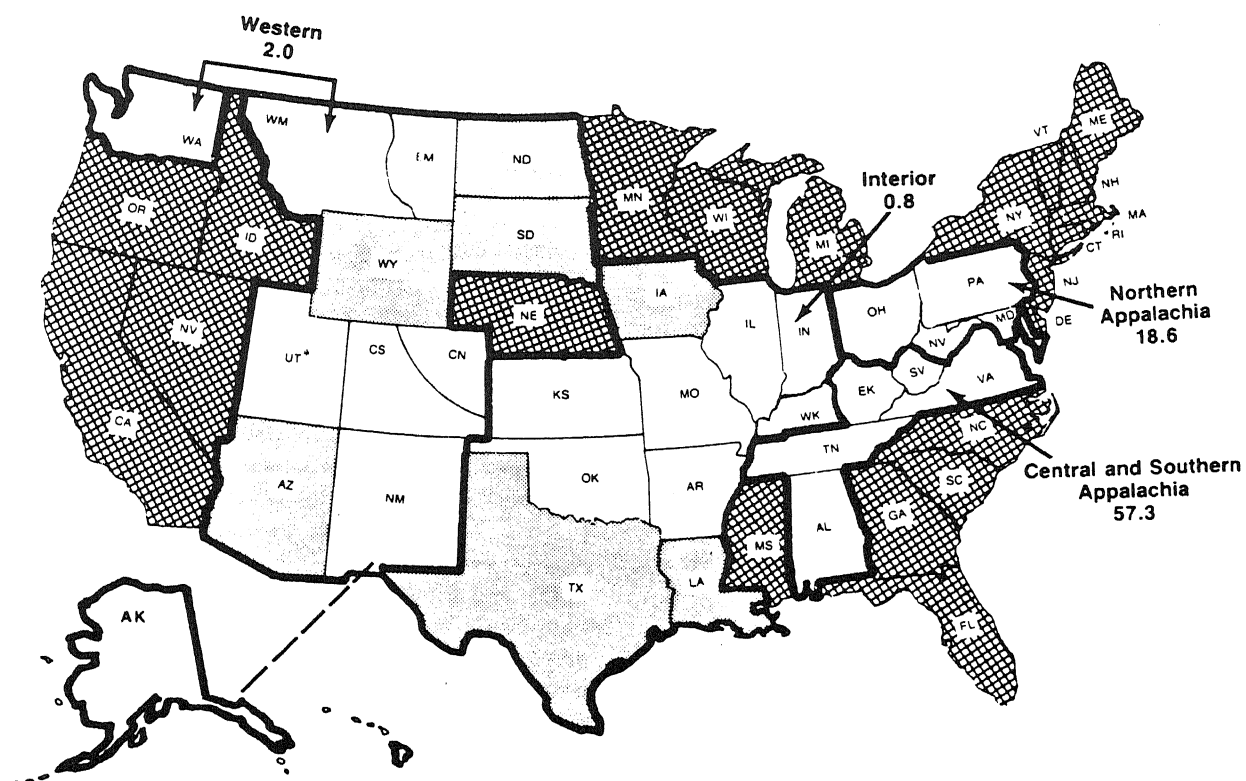 Western
2.0
WA
WM
EM
ND
MN
WI
MI
VT
ME
NH
MA
RI
CT
NY
Interior
0.8
OR
ID
WY
SD
IA
NE
IL
IN
OH
PA
NJ
DE
MD
NV
Northern
Appalachia
18.6
NV
UT*
CS
CN
KS
MO
WK
EK
SV
VA
CA
AZ
NM
OK
AR
TN
NC
SC
Central and Southern
Appalachia
57.3
GA
AL
MS
LA
TX
FL
AK